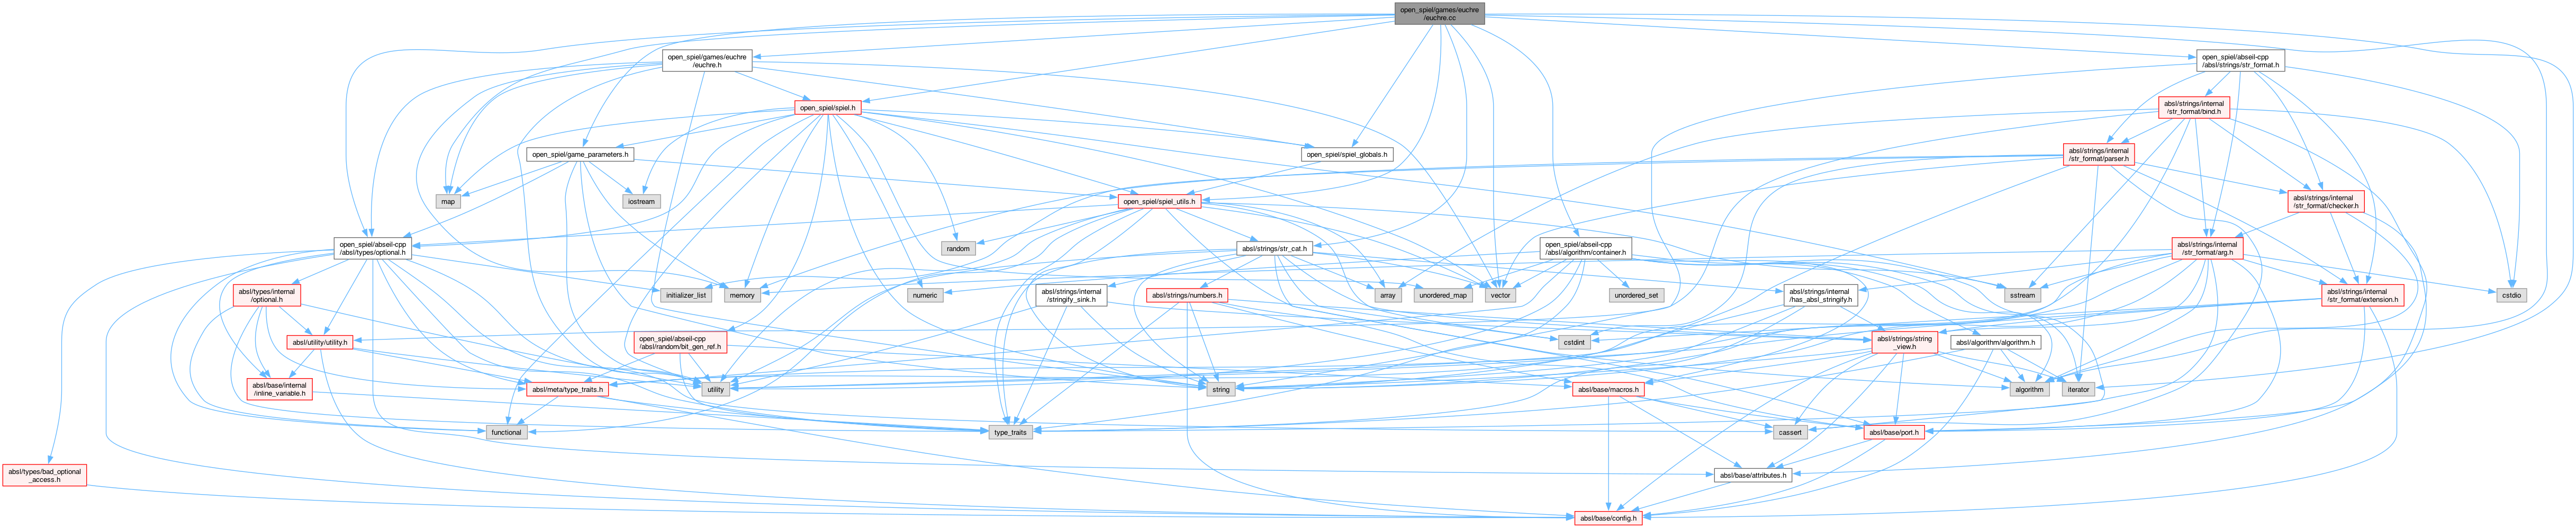 open_spiel/games/euchre
/euchre.cc
open_spiel/games/euchre
/euchre.h
open_spiel/abseil-cpp
/absl/strings/str_format.h
open_spiel/spiel.h
absl/strings/internal
/str_format/bind.h
open_spiel/game_parameters.h
open_spiel/spiel_globals.h
absl/strings/internal
/str_format/parser.h
map
iostream
open_spiel/spiel_utils.h
absl/strings/internal
/str_format/checker.h
open_spiel/abseil-cpp
/absl/types/optional.h
random
absl/strings/str_cat.h
open_spiel/abseil-cpp
/absl/algorithm/container.h
absl/strings/internal
/str_format/arg.h
absl/types/internal
/optional.h
initializer_list
memory
numeric
absl/strings/internal
/stringify_sink.h
absl/strings/numbers.h
array
unordered_map
vector
unordered_set
absl/strings/internal
/has_absl_stringify.h
sstream
absl/strings/internal
/str_format/extension.h
cstdio
absl/utility/utility.h
open_spiel/abseil-cpp
/absl/random/bit_gen_ref.h
cstdint
absl/strings/string
_view.h
absl/algorithm/algorithm.h
absl/base/internal
/inline_variable.h
absl/meta/type_traits.h
utility
string
absl/base/macros.h
algorithm
iterator
functional
type_traits
cassert
absl/base/port.h
absl/types/bad_optional
_access.h
absl/base/attributes.h
absl/base/config.h